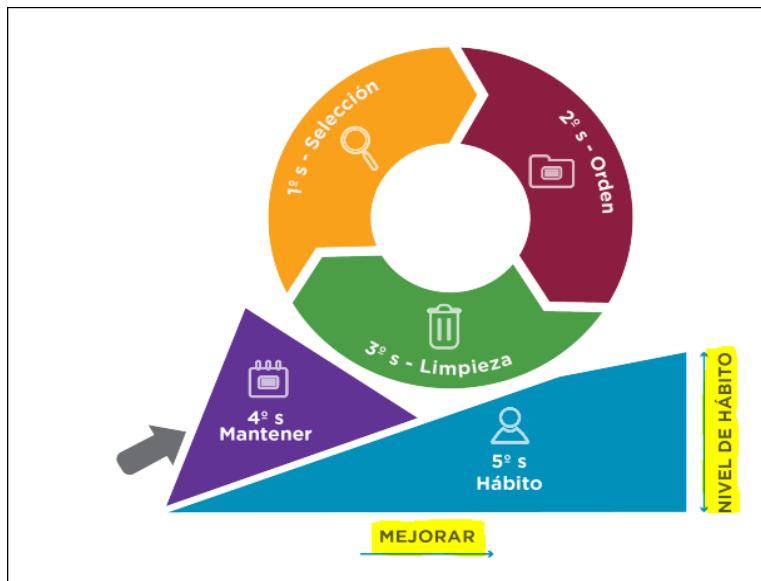 1º s - Selección
2º s - Orden
3º s - Limpieza
4º s
Mantener
5º s
Hábito
NIVEL DE HÁBITO
MEJORAR